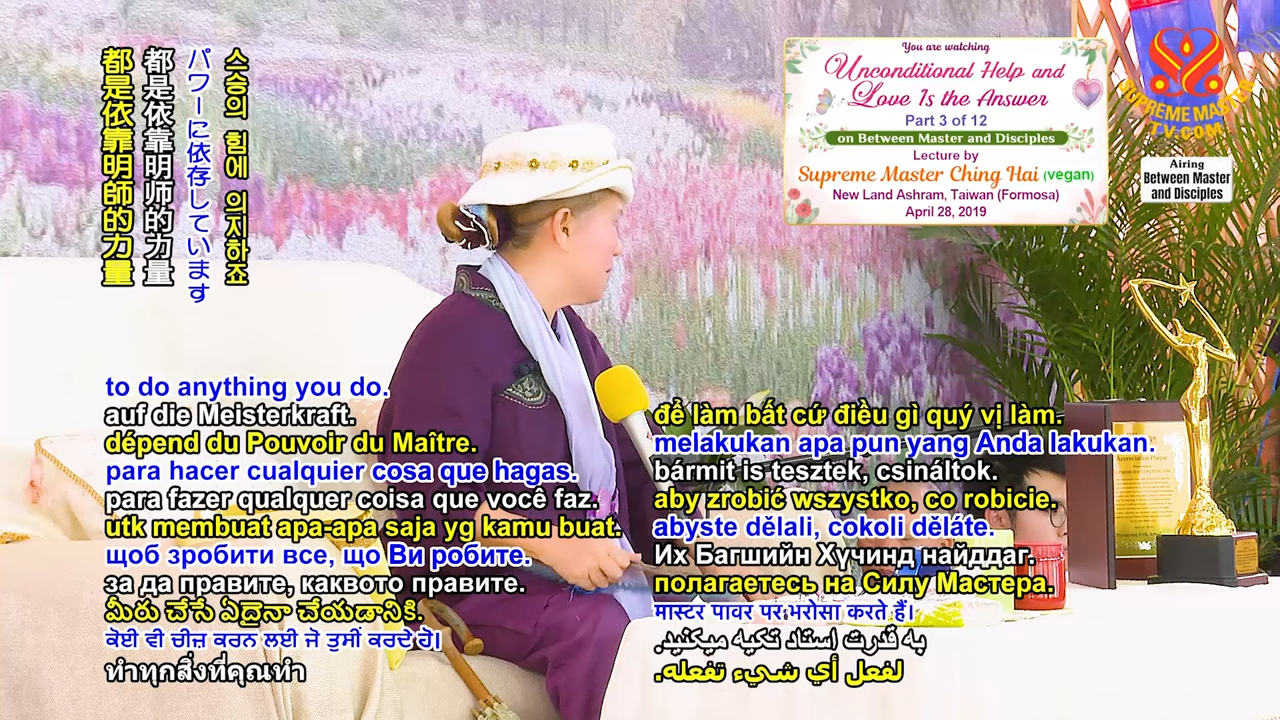 스승의 힘에 의지하죠
パワーに依存しています
都是依靠明师的力量
都是依靠明師的力量
You are watching
Unconditional Help and
Love Is the Answer
Part 3 of 12
on Between Master and Disciples
Lecture by
Supreme Master Ching Hai (vegan)
New Land Ashram, Taiwan (Formosa)
April 28, 2019
SUPREME MASTER
TV.COM
Airing
Between Master
and Disciples
to do anything you do.
auf die Meisterkraft.
dépend du Pouvoir du Maître.
para hacer cualquier cosa que hagas.
para fazer qualquer coisa que você faz.
utk membuat apa-apa saja yg kamu buat.
щоб зробити все, що Ви робите.
за да правите, каквото правите.
మీరు చేసే ఏదైనా చేయడానికి.
ਕੋਈ ਵੀ ਚੀਜ਼ ਕਰਨ ਲਈ ਜੋ ਤੁਸੀਂ ਕਰਦੇ ਹੋ।
ทำทุกสิ่งที่คุณทำ
để làm bất cứ điều gì quý vị làm.
melakukan apa pun yang Anda lakukan.
bármit is tesztek, csináltok.
aby zrobić wszystko, co robicie.
abyste dělali, cokoli děláte.
Их Багшийн Хүчинд найддаг.
полагаетесь на Силу Мастера.
मास्टर पावर पर भरोसा करते हैं।
به قدرت استاد تکیه میکنید.
لفعل أي شيء تفعله.
Appreciation Plaque